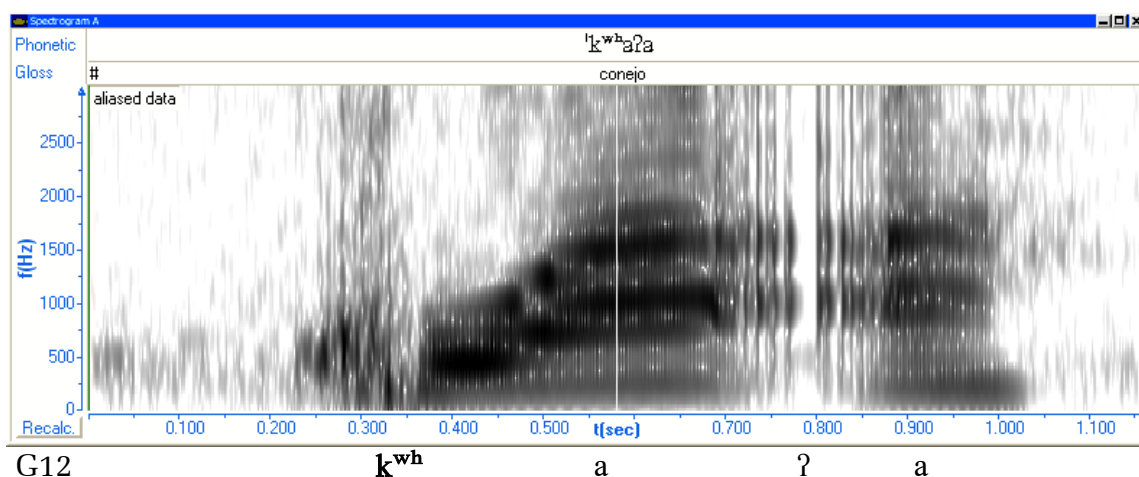 Spectrogram A
Phonetic ˈkʷʰaʔa
Gloss # conejo
aliased data
2500
2000
1500
1000
500
0
f(Hz)
Recalc. 0.100 0.200 0.300 0.400 0.500 t(sec) 0.700 0.800 0.900 1.000 1.100
G12 kʷʰ a ʔ a